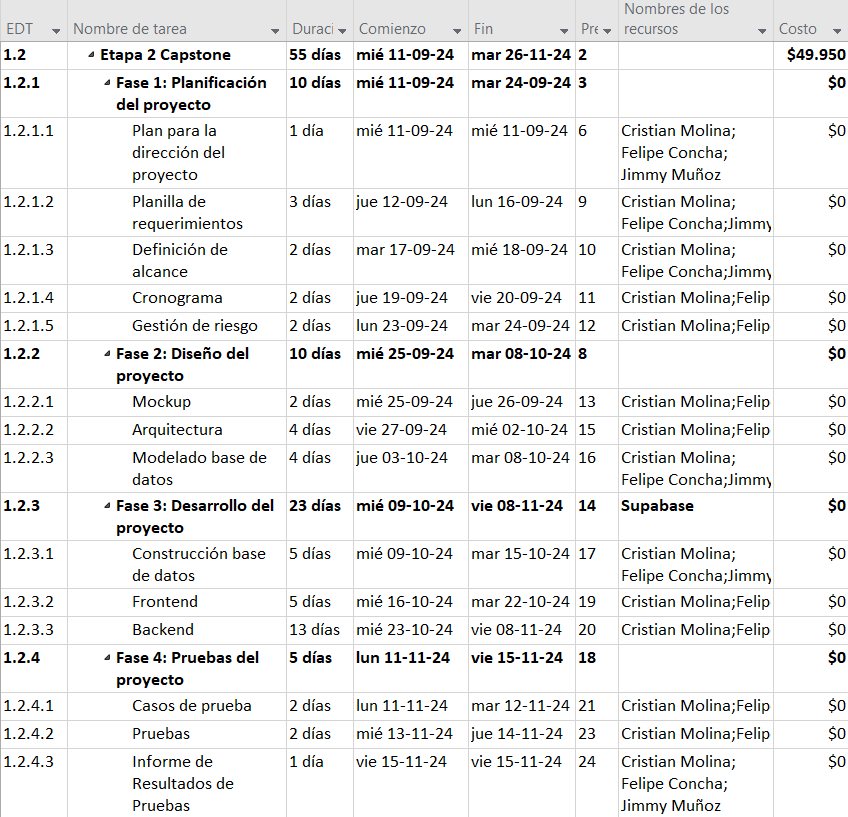 EDT Nombre de tarea Duraci Comienzo Fin Pre Nombres de los recursos Costo
1.2 Etapa 2 Capstone 55 días mié 11-09-24 mar 26-11-24 2 $49.950
1.2.1 Fase 1: Planificación del proyecto 10 días mié 11-09-24 mar 24-09-24 3 $0
1.2.1.1 Plan para la dirección del proyecto 1 día mié 11-09-24 mié 11-09-24 6 Cristian Molina; Felipe Concha; Jimmy Muñoz $0
1.2.1.2 Planilla de requerimientos 3 días jue 12-09-24 lun 16-09-24 9 Cristian Molina; Felipe Concha;Jimmy $0
1.2.1.3 Definición de alcance 2 días mar 17-09-24 mié 18-09-24 10 Cristian Molina; Felipe Concha;Jimmy $0
1.2.1.4 Cronograma 2 días jue 19-09-24 vie 20-09-24 11 Cristian Molina;Felip $0
1.2.1.5 Gestión de riesgo 2 días lun 23-09-24 mar 24-09-24 12 Cristian Molina;Felip $0
1.2.2 Fase 2: Diseño del proyecto 10 días mié 25-09-24 mar 08-10-24 8 $0
1.2.2.1 Mockup 2 días mié 25-09-24 jue 26-09-24 13 Cristian Molina;Felip $0
1.2.2.2 Arquitectura 4 días vie 27-09-24 mié 02-10-24 15 Cristian Molina;Felip $0
1.2.2.3 Modelado base de datos 4 días jue 03-10-24 mar 08-10-24 16 Cristian Molina; Felipe Concha;Jimmy $0
1.2.3 Fase 3: Desarrollo del proyecto 23 días mié 09-10-24 vie 08-11-24 14 Supabase $0
1.2.3.1 Construcción base de datos 5 días mié 09-10-24 mar 15-10-24 17 Cristian Molina; Felipe Concha;Jimmy $0
1.2.3.2 Frontend 5 días mié 16-10-24 mar 22-10-24 19 Cristian Molina;Felip $0
1.2.3.3 Backend 13 días mié 23-10-24 vie 08-11-24 20 Cristian Molina;Felip $0
1.2.4 Fase 4: Pruebas del proyecto 5 días lun 11-11-24 vie 15-11-24 18 $0
1.2.4.1 Casos de prueba 2 días lun 11-11-24 mar 12-11-24 21 Cristian Molina;Felip $0
1.2.4.2 Pruebas 2 días mié 13-11-24 jue 14-11-24 23 Cristian Molina;Felip $0
1.2.4.3 Informe de Resultados de Pruebas 1 día vie 15-11-24 vie 15-11-24 24 Cristian Molina; Felipe Concha; Jimmy Muñoz $0